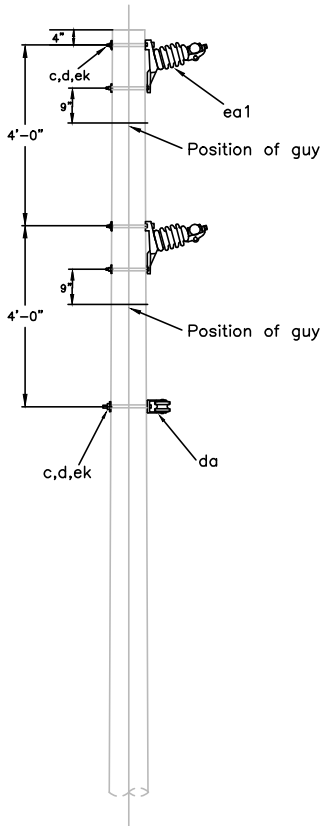 4"
c,d,ek
ea1
9"
4'-0"
Position of guy
9"
4'-0"
Position of guy
c,d,ek
da